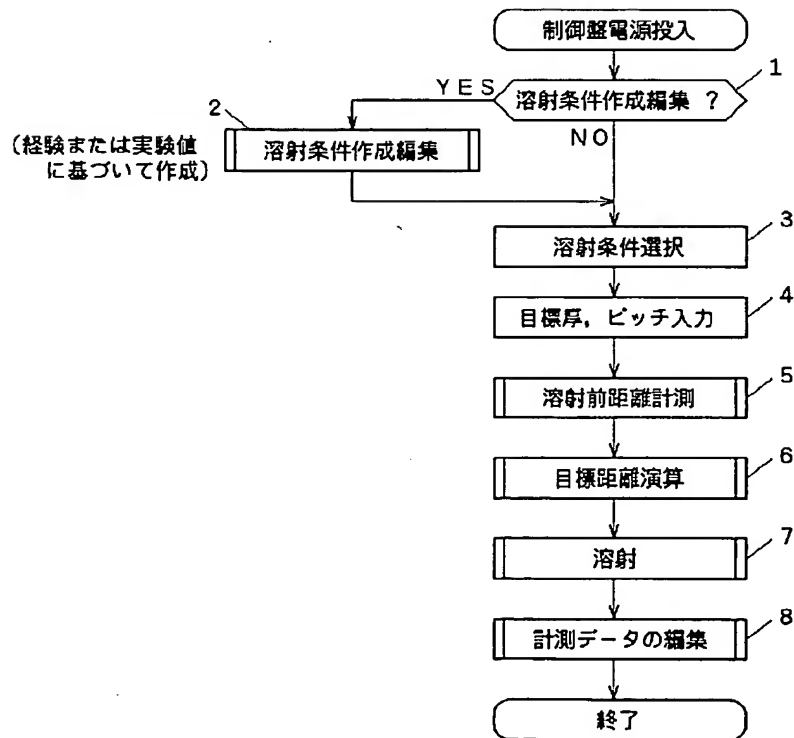 制御盤電源投入
1
溶射条件作成編集 ?
YES
NO
2
溶射条件作成編集
(経験または実験値
に基づいて作成)
3
溶射条件選択
4
目標厚，ピッチ入力
5
溶射前距離計測
6
目標距離演算
7
溶射
8
計測データの編集
終了